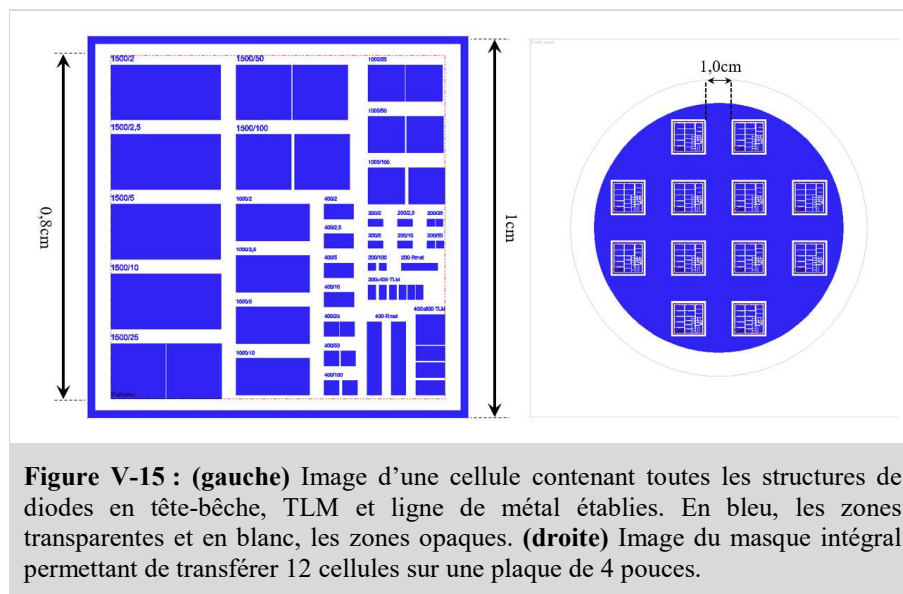 1500/2
1500/2,5
1500/5
1500/10
1500/25
1500/50
1500/100
1000/2
1000/2,5
1000/5
1000/10
400/2
400/2,5
400/5
400/10
400/25
400/50
400/100
1000/25
1000/50
1000/100
200/2 200/2,5 200/25
200/5 200/10 200/50
200/100 200-Rmet
200x400-TLM
400-Rmet
400x800-TLM
0,8cm
1cm
1,0cm
Figure V-15 : (gauche) Image d’une cellule contenant toutes les structures de
diodes en tête-bêche, TLM et ligne de métal établies. En bleu, les zones
transparentes et en blanc, les zones opaques. (droite) Image du masque intégral
permettant de transférer 12 cellules sur une plaque de 4 pouces.